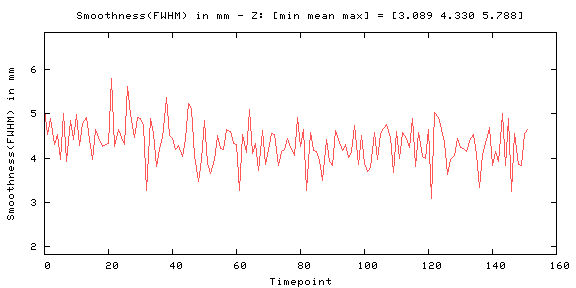 Smoothness(FWHM) in mm - Z: [min mean max] = [3.089 4.330 5.788]
Smoothness(FWHM) in mm
6
5
4
3
2
0 20 40 60 80 100 120 140 160
Timepoint